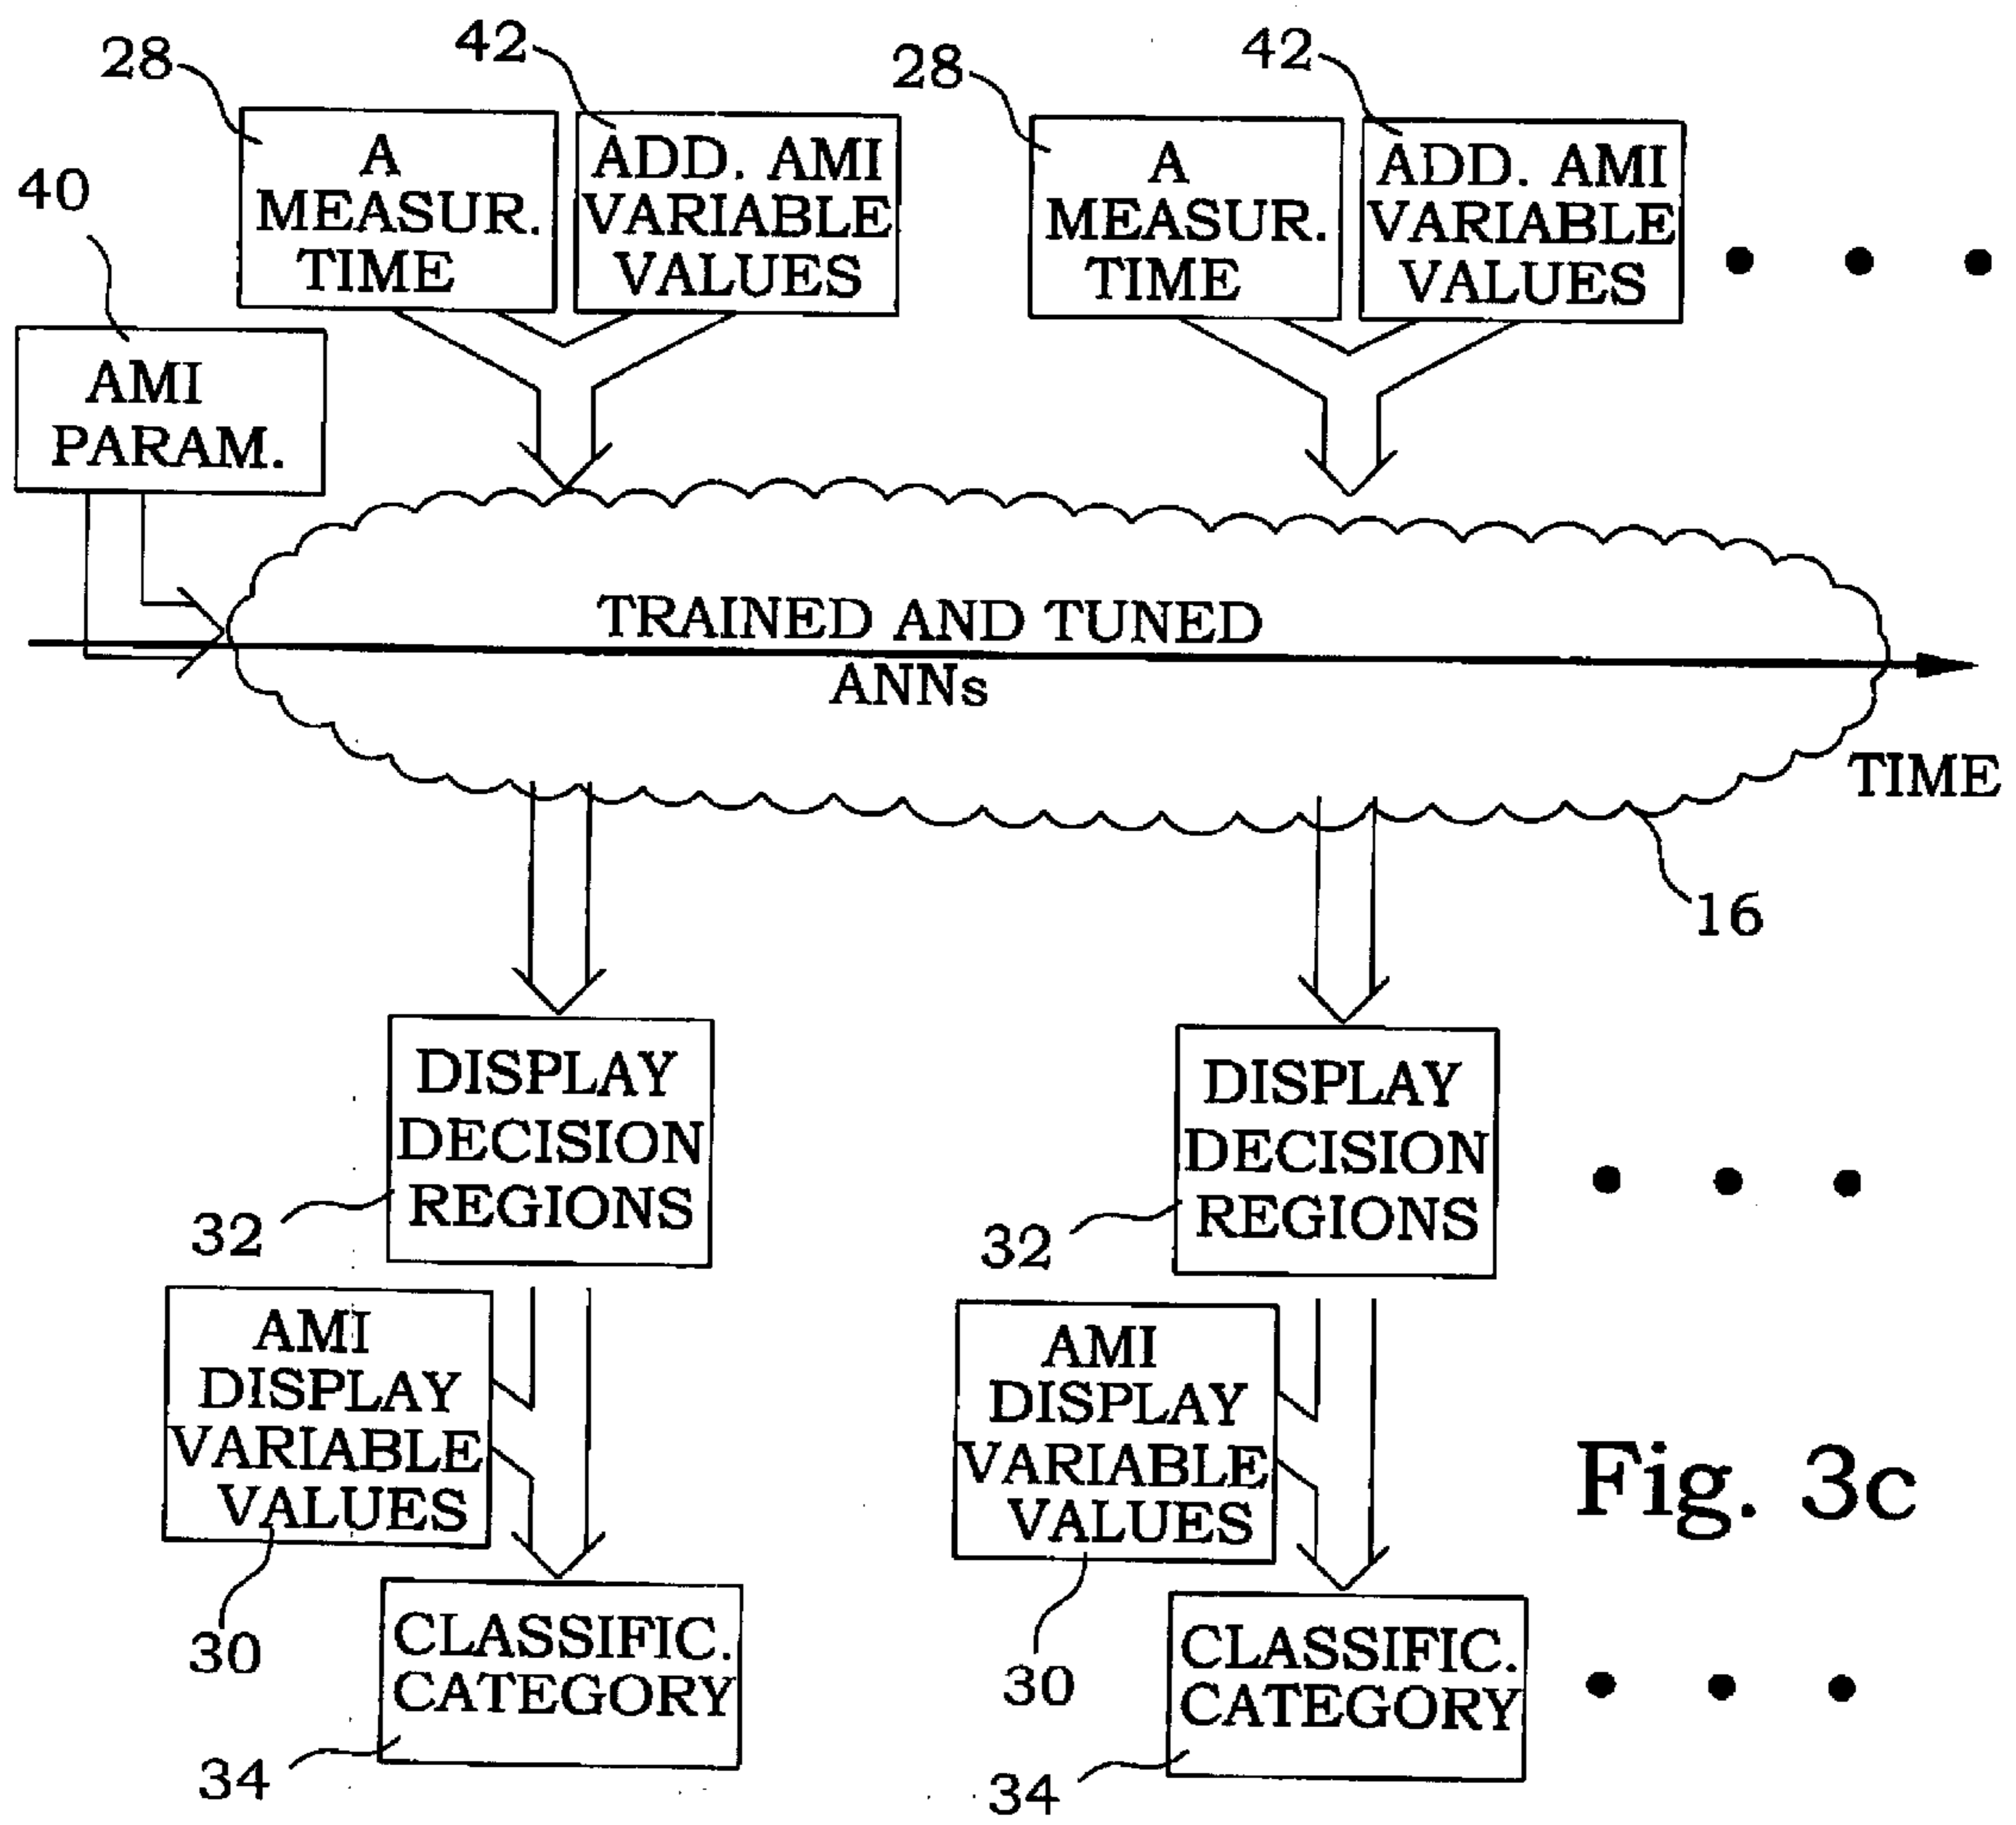 28
42
28
42
A
MEASUR.
TIME
ADD. AMI
VARIABLE
VALUES
A
MEASUR.
TIME
ADD. AMI
VARIABLE
VALUES
40
AMI
PARAM.
TRAINED AND TUNED
ANNs
TIME
16
DISPLAY
DECISION
REGIONS
DISPLAY
DECISION
REGIONS
32
32
AMI
DISPLAY
VARIABLE
VALUES
AMI
DISPLAY
VARIABLE
VALUES
Fig. 3c
30
30
CLASSIFIC.
CATEGORY
CLASSIFIC.
CATEGORY
34
34